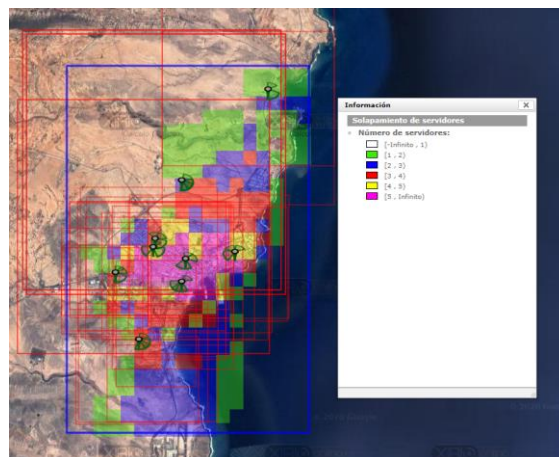 Información
Solapamiento de servidores
Número de servidores:
[-Infinito , 1)
[1 , 2)
[2 , 3)
[3 , 4)
[4 , 5)
[5 , Infinito)